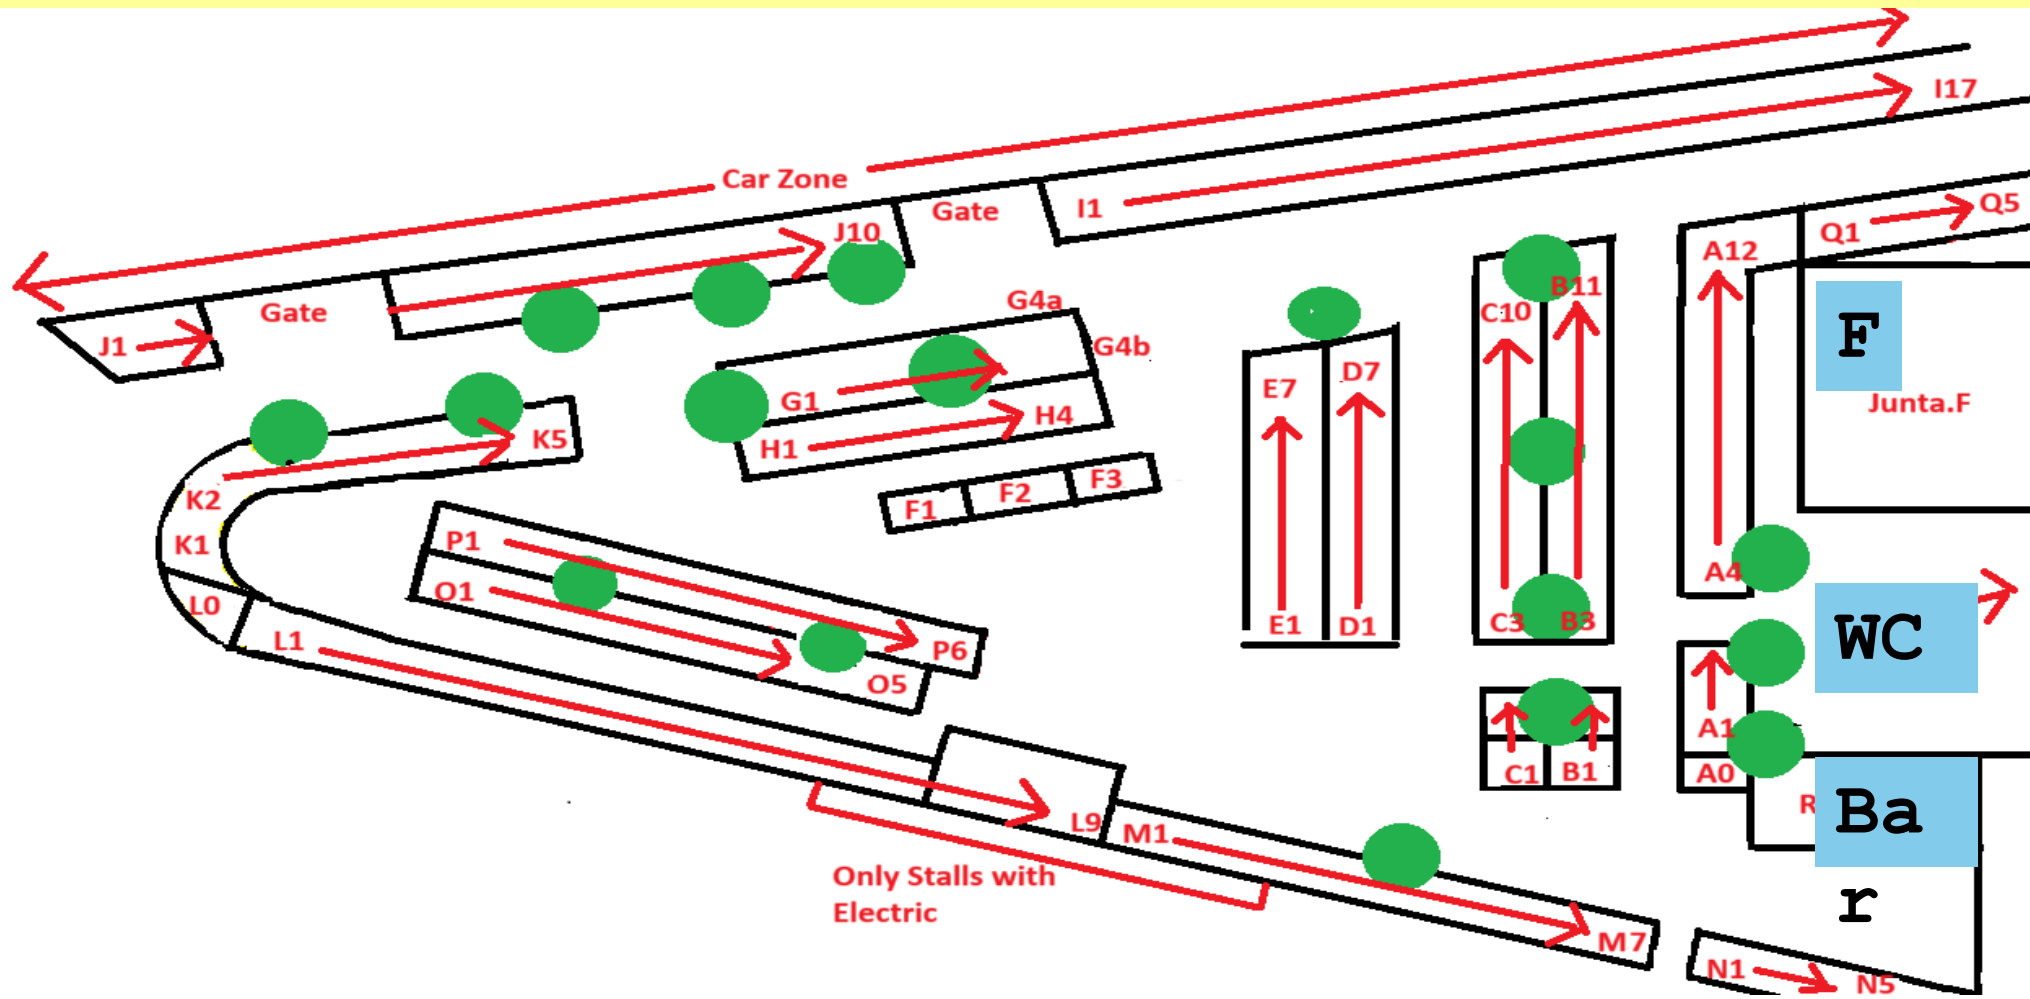 I17
Car Zone
Gate
I1
Q5
Q1
J10
A12
Gate
G4a
B11
C10
J1
G4b
F
D7
E7
Junta.F
G1
H4
H1
K5
F3
F2
F1
K2
K1
P1
A4
O1
L0
C3
B3
E1
D1
WC
L1
P6
O5
A1
C1
B1
A0
R
Ba
r
L9
M1
Only Stalls with
Electric
M7
N1
N5